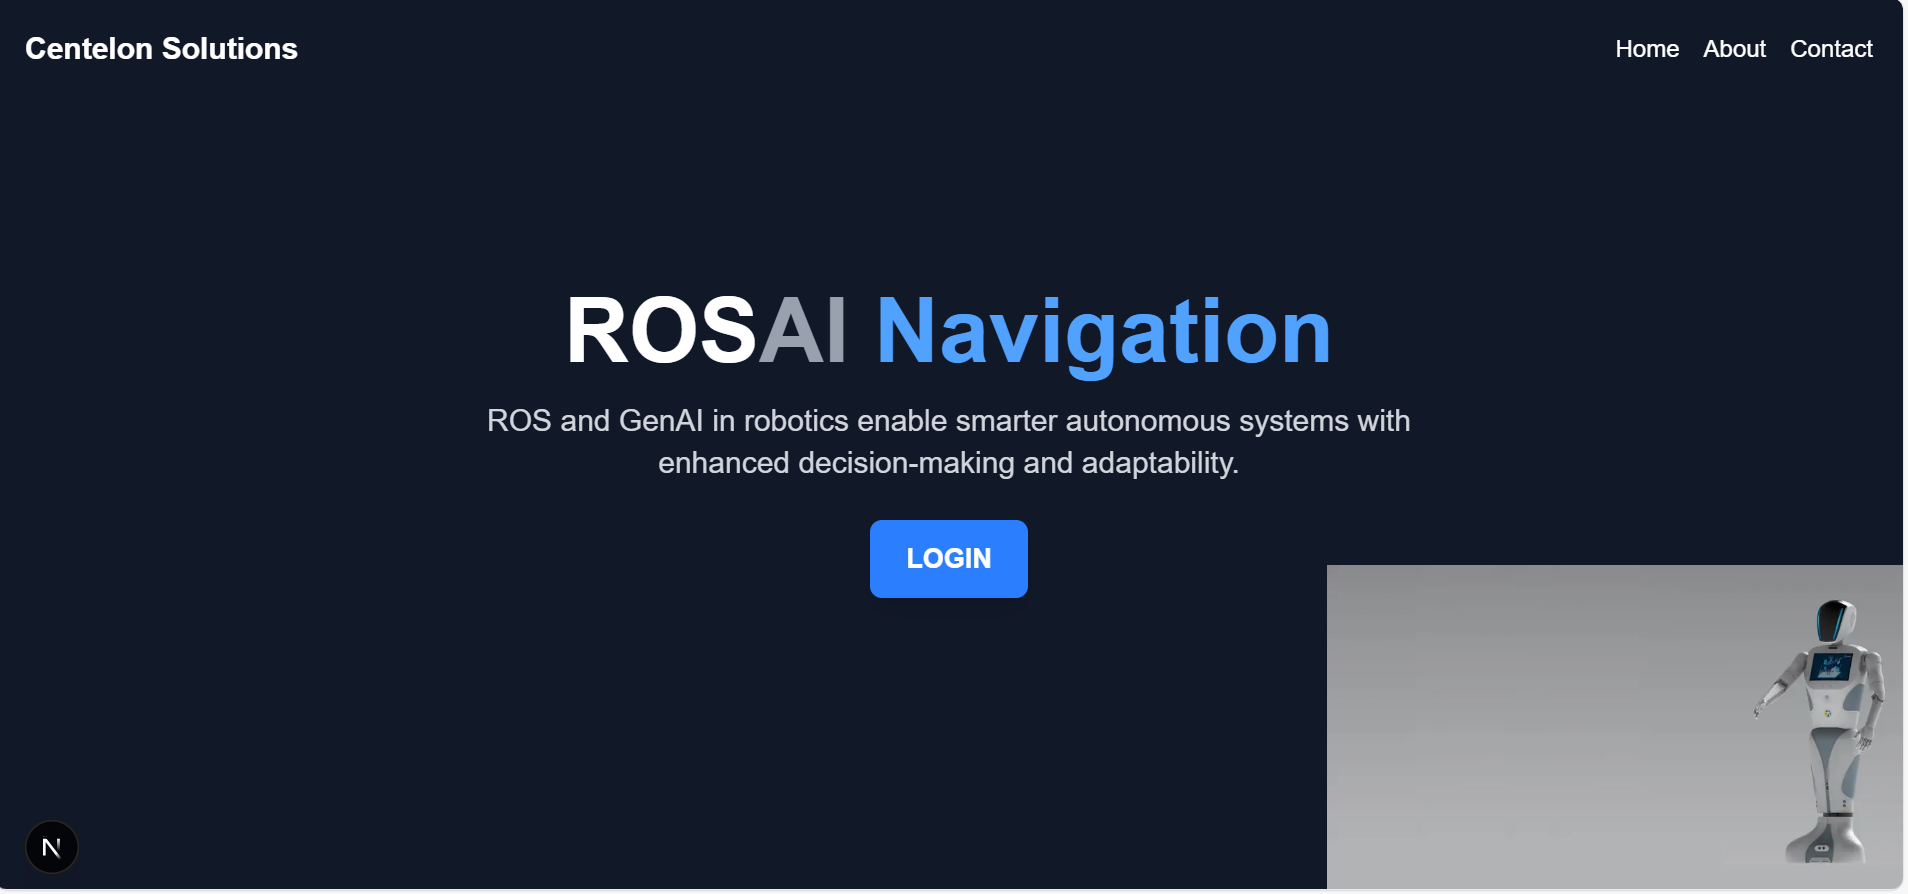 Centelon Solutions
Home About Contact
ROSAI Navigation
ROS and GenAI in robotics enable smarter autonomous systems with
enhanced decision-making and adaptability.
LOGIN
N